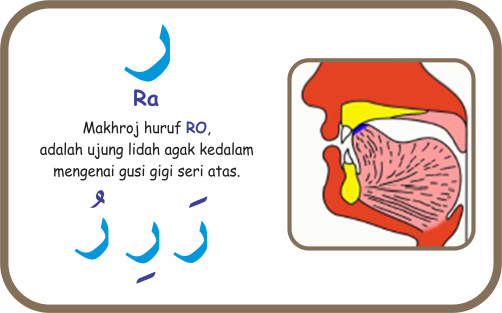 ر
Ra
Makhroj huruf RO,
adalah ujung lidah agak kedalam
mengenai gusi gigi seri atas.
رَ رِ رُ